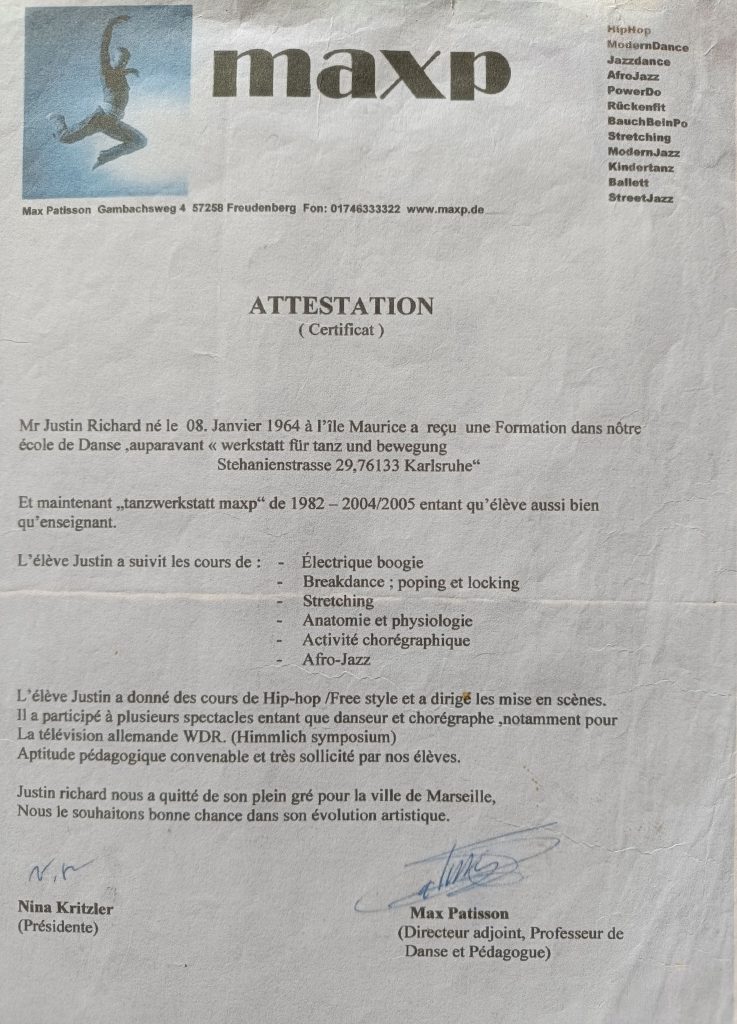 maxp
HipHop
ModernDance
Jazzdance
AfroJazz
PowerDo
Rückenfit
BauchBeinPo
Stretching
ModernJazz
Kindertanz
Ballett
StreetJazz
Max Patisson Gambachsweg 4 57258 Freudenberg Fon: 01746333322 www.maxp.de
ATTESTATION
( Certificat )
Mr Justin Richard né le 08. Janvier 1964 à l'île Maurice a reçu une Formation dans nôtre
école de Danse ,auparavant « werkstatt für tanz und bewegung
Stehanienstrasse 29,76133 Karlsruhe“
Et maintenant „tanzwerkstatt maxp“ de 1982 – 2004/2005 entant qu'élève aussi bien
qu'enseignant.
L'élève Justin a suivit les cours de : - Électrique boogie
- Breakdance ; poping et locking
- Stretching
- Anatomie et physiologie
- Activité chorégraphique
- Afro-Jazz
L'élève Justin a donné des cours de Hip-hop /Free style et a dirigé les mise en scènes.
Il a participé à plusieurs spectacles entant que danseur et chorégraphe ,notamment pour
La télévision allemande WDR. (Himmlich symposium)
Aptitude pédagogique convenable et très sollicité par nos élèves.
Justin richard nous a quitté de son plein gré pour la ville de Marseille,
Nous le souhaitons bonne chance dans son évolution artistique.
Nina Kritzler
(Présidente)
Max Patisson
(Directeur adjoint, Professeur de
Danse et Pédagogue)